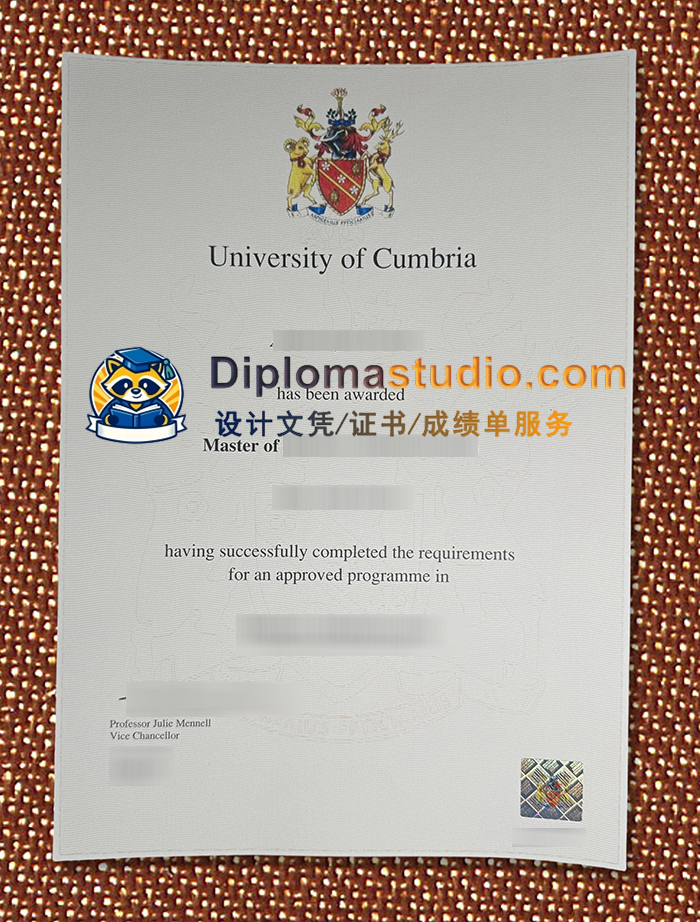 University of Cumbria
Diplomastudio.com
has been awarded
设计文凭/证书/成绩单服务
Master of
having successfully completed the requirements
for an approved programme in
Professor Julie Mennell
Vice Chancellor